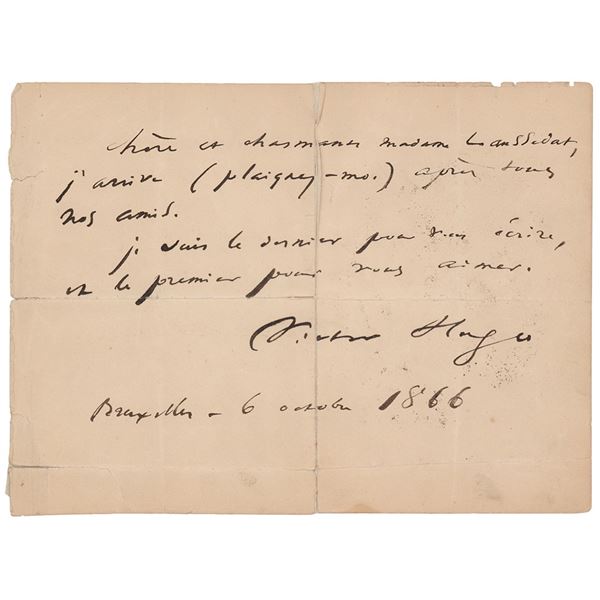 chère et charmante madame Laussedat,
j'arrive (plaignez-moi) après tous
nos amis.
je suis le dernier pour vous écrire,
et le premier pour vous aimer.
Victor Hugo
Bruxelles – 6 octobre 1866